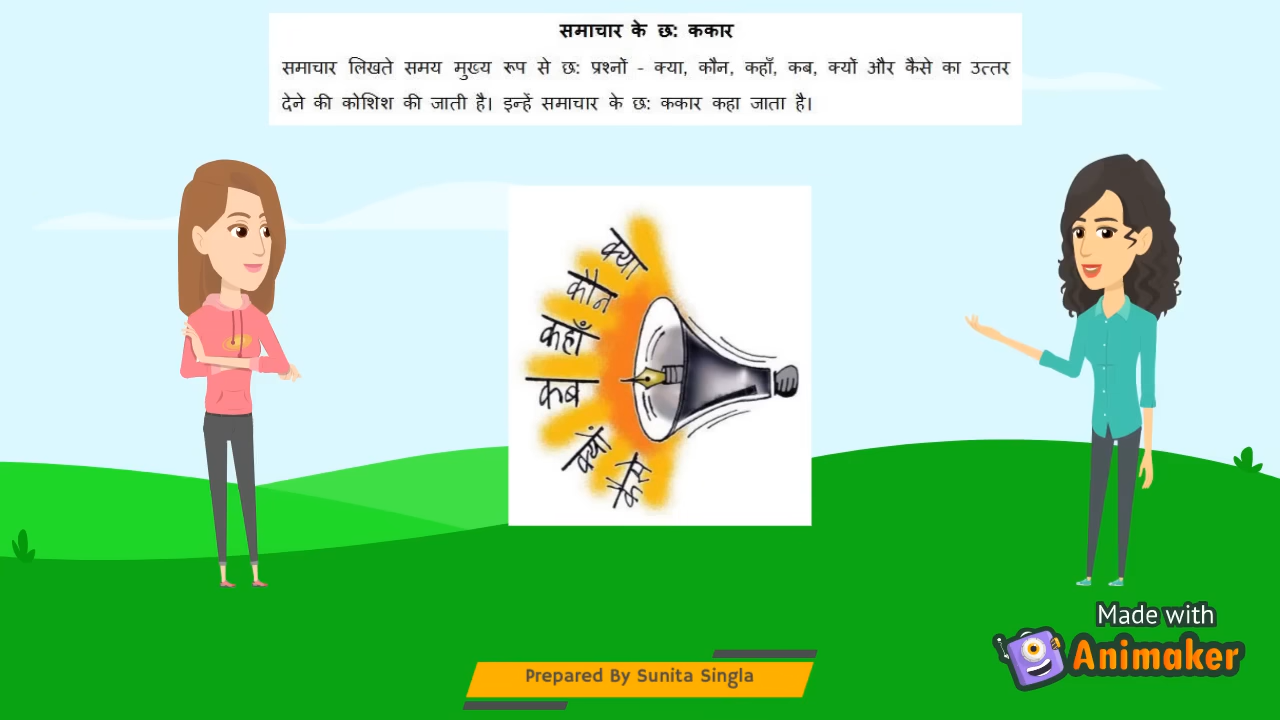 समाचार के छ: ककार
समाचार लिखते समय मुख्य रूप से छ: प्रश्नों - क्या, कौन, कहाँ, कब, क्यों और कैसे का उत्तर
देने की कोशिश की जाती है। इन्हें समाचार के छ: ककार कहा जाता है।
क्या
कौन
कहाँ
कब
क्यों
कैसे
Made with
Animaker
Prepared By Sunita Singla